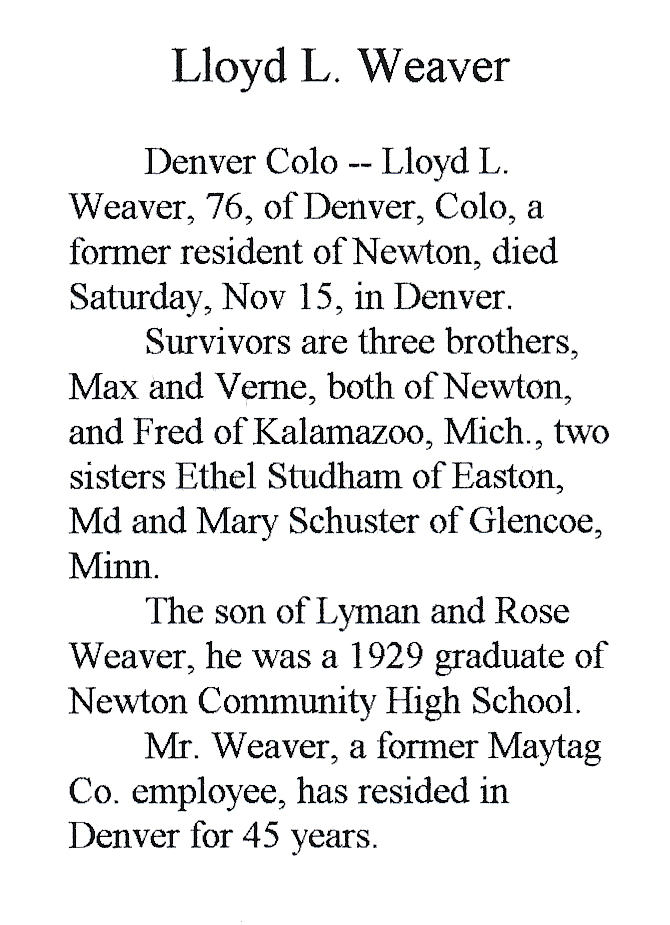 Lloyd L. Weaver
Denver Colo -- Lloyd L.
Weaver, 76, of Denver, Colo, a
former resident of Newton, died
Saturday, Nov 15, in Denver.
Survivors are three brothers,
Max and Verne, both of Newton,
and Fred of Kalamazoo, Mich., two
sisters Ethel Studham of Easton,
Md and Mary Schuster of Glencoe,
Minn.
The son of Lyman and Rose
Weaver, he was a 1929 graduate of
Newton Community High School.
Mr. Weaver, a former Maytag
Co. employee, has resided in
Denver for 45 years.